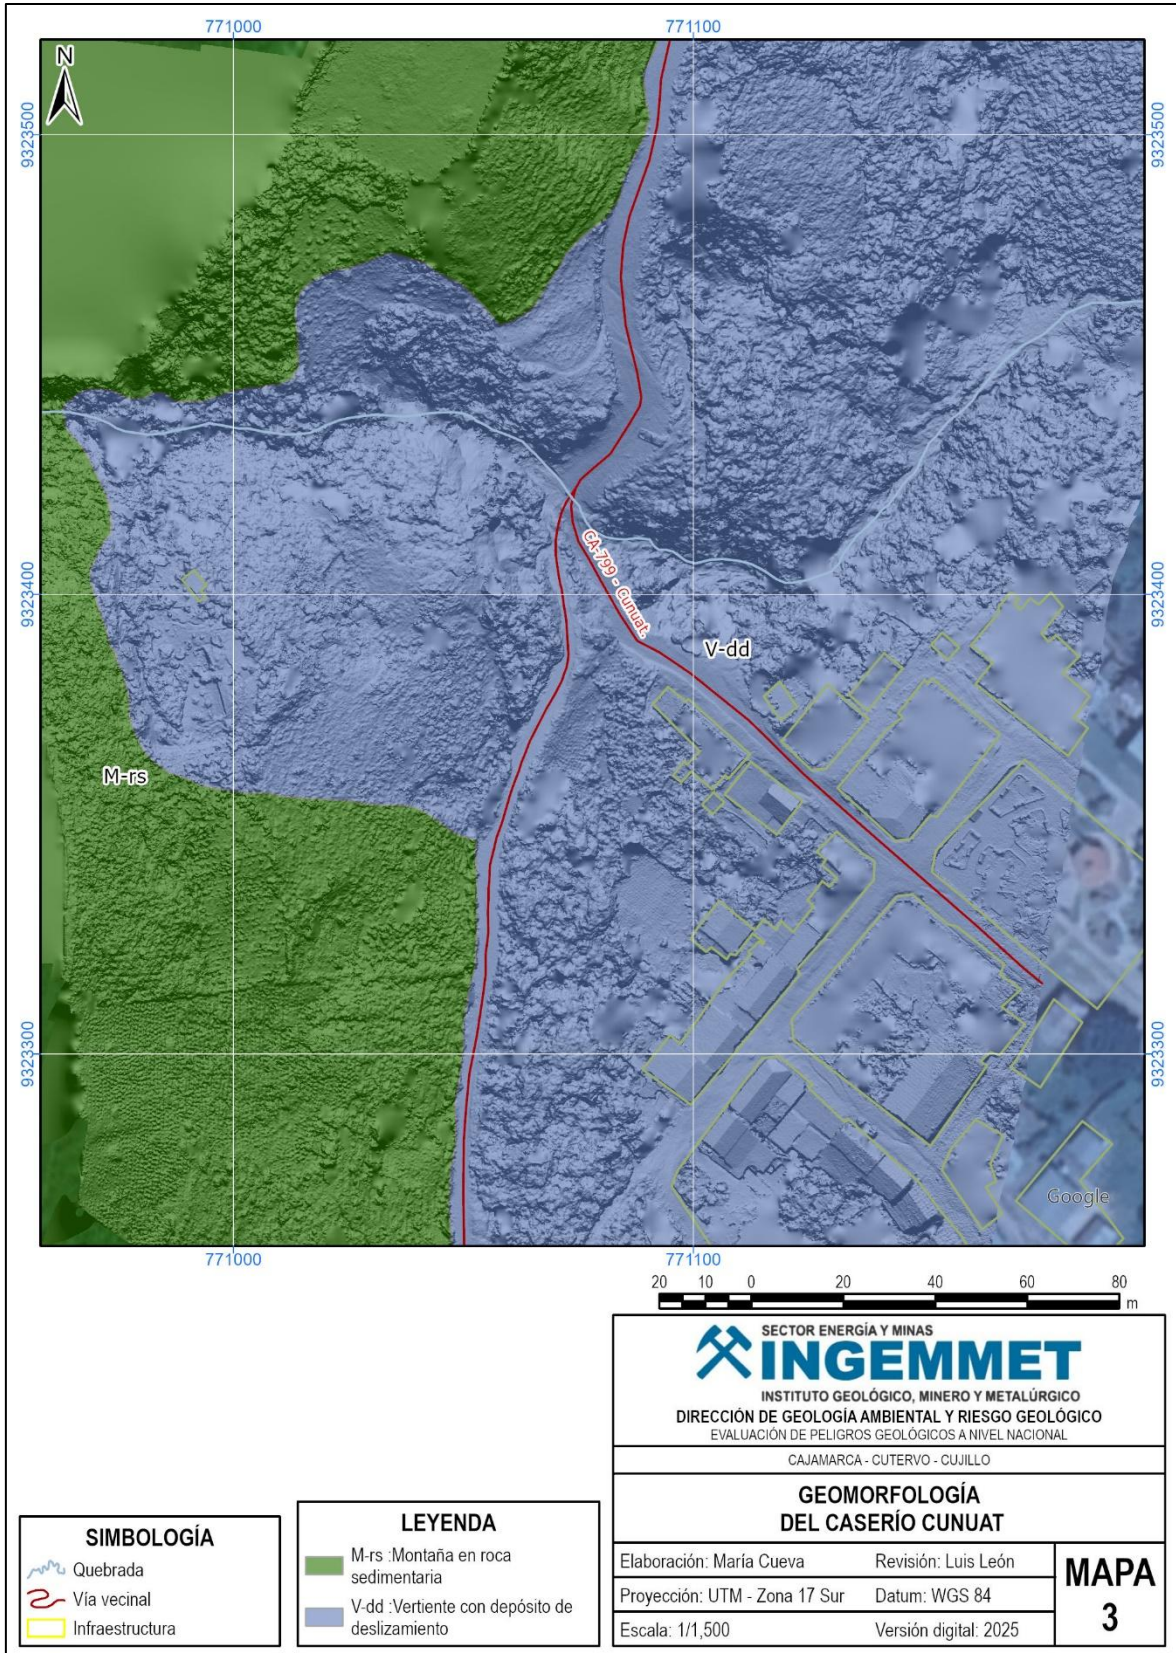 771000
771100
N
9323500
9323500
9323400
9323400
CA-799 - Cunuat.
V-dd
M-rs
9323300
9323300
Google
771000
771100
20 10 0 20 40 60 80
m
SECTOR ENERGÍA Y MINAS
INGEMMET
INSTITUTO GEOLÓGICO, MINERO Y METALÚRGICO
DIRECCIÓN DE GEOLOGÍA AMBIENTAL Y RIESGO GEOLÓGICO
EVALUACIÓN DE PELIGROS GEOLÓGICOS A NIVEL NACIONAL
CAJAMARCA - CUTERVO - CUJILLO
GEOMORFOLOGÍA
DEL CASERÍO CUNUAT
Elaboración: María Cueva Revisión: Luis León
Proyección: UTM - Zona 17 Sur Datum: WGS 84
Escala: 1/1,500 Versión digital: 2025
MAPA
3
SIMBOLOGÍA
Quebrada
Vía vecinal
Infraestructura
LEYENDA
M-rs :Montaña en roca
sedimentaria
V-dd :Vertiente con depósito de
deslizamiento